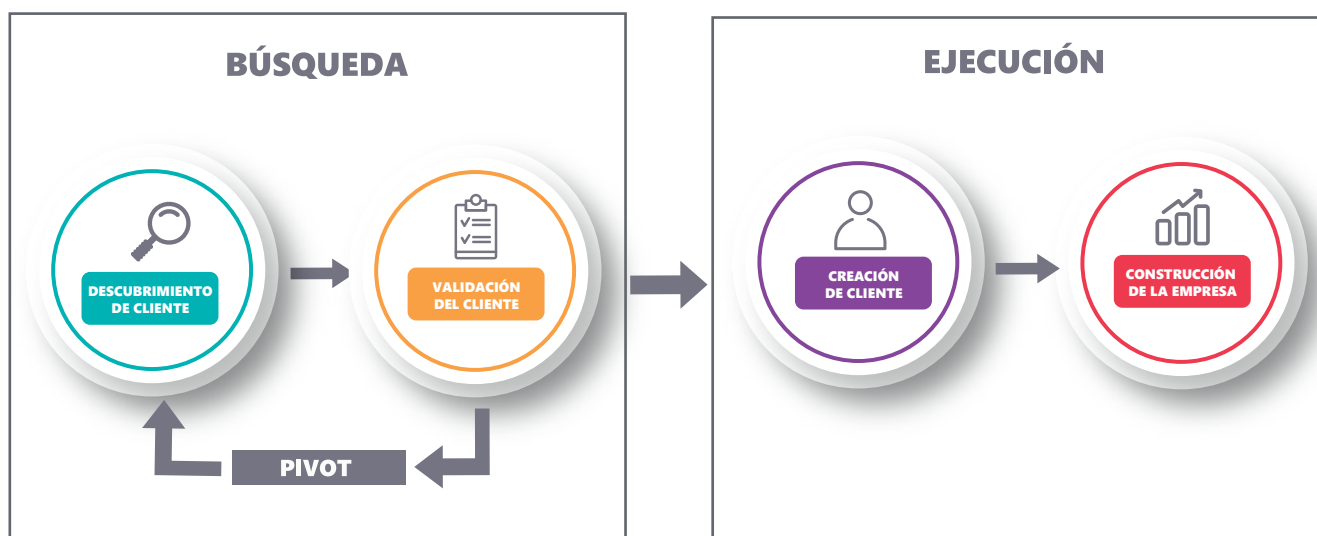 BÚSQUEDA
DESCUBRIMIENTO
DE CLIENTE
VALIDACIÓN
DEL CLIENTE
PIVOT
EJECUCIÓN
CREACIÓN
DE CLIENTE
CONSTRUCCIÓN
DE LA EMPRESA